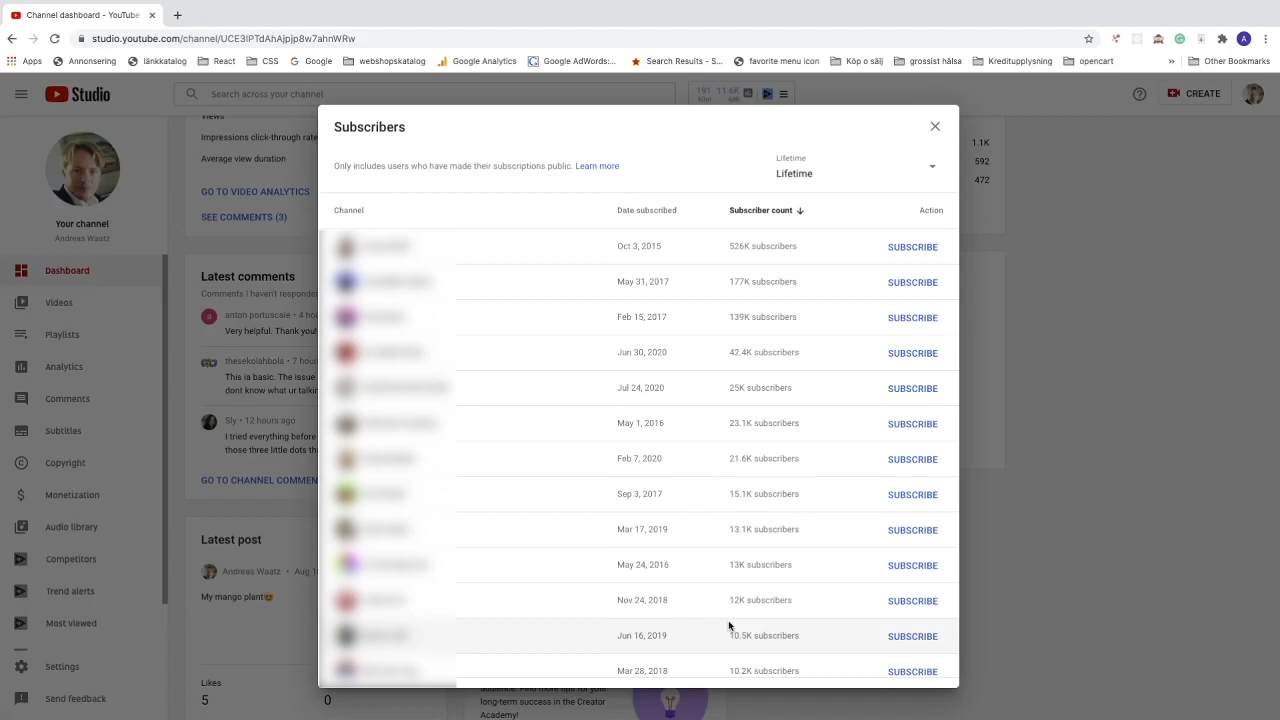 Channel dashboard - YouTube
studio.youtube.com/channel/UCE3lPTdAhAjpjp8w7ahnWRw
Apps Annonsering länkkatalog React CSS Google webshopskatalog Google Analytics Google AdWords:... Search Results - S... favorite menu icon Köp o sälj grossist hälsa Kreditupplysning opencart » Other Bookmarks
Studio
Search across your channel
191 11.6K
CREATE
Your channel
Andreas Waatz
Dashboard
Videos
Playlists
Analytics
Comments
Subtitles
Copyright
Monetization
Audio library
Competitors
Trend alerts
Most viewed
Settings
Send feedback
Views
Impressions click-through rate
Average view duration
GO TO VIDEO ANALYTICS
SEE COMMENTS (3)
Latest comments
Comments I haven't responded
anton portuscaie • 4 hou
Very helpful. Thank you!
thesekolahbola • 7 hour
This ia basic. The issue
dont know what ur talkin
Sly • 12 hours ago
I tried everything before
those three little dots tha
GO TO CHANNEL COMMEN
Latest post
Andreas Waatz • Aug 1
My mango plant😍
Likes
5 0
Subscribers
Only includes users who have made their subscriptions public. Learn more
Lifetime
Lifetime
Channel Date subscribed Subscriber count Action
Oct 3, 2015 526K subscribers SUBSCRIBE
May 31, 2017 177K subscribers SUBSCRIBE
Feb 15, 2017 139K subscribers SUBSCRIBE
Jun 30, 2020 42.4K subscribers SUBSCRIBE
Jul 24, 2020 25K subscribers SUBSCRIBE
May 1, 2016 23.1K subscribers SUBSCRIBE
Feb 7, 2020 21.6K subscribers SUBSCRIBE
Sep 3, 2017 15.1K subscribers SUBSCRIBE
Mar 17, 2019 13.1K subscribers SUBSCRIBE
May 24, 2016 13K subscribers SUBSCRIBE
Nov 24, 2018 12K subscribers SUBSCRIBE
Jun 16, 2019 10.5K subscribers SUBSCRIBE
Mar 28, 2018 10.2K subscribers SUBSCRIBE
1.1K
592
472
audience. Find more tips for your
long-term success in the Creator
Academy!